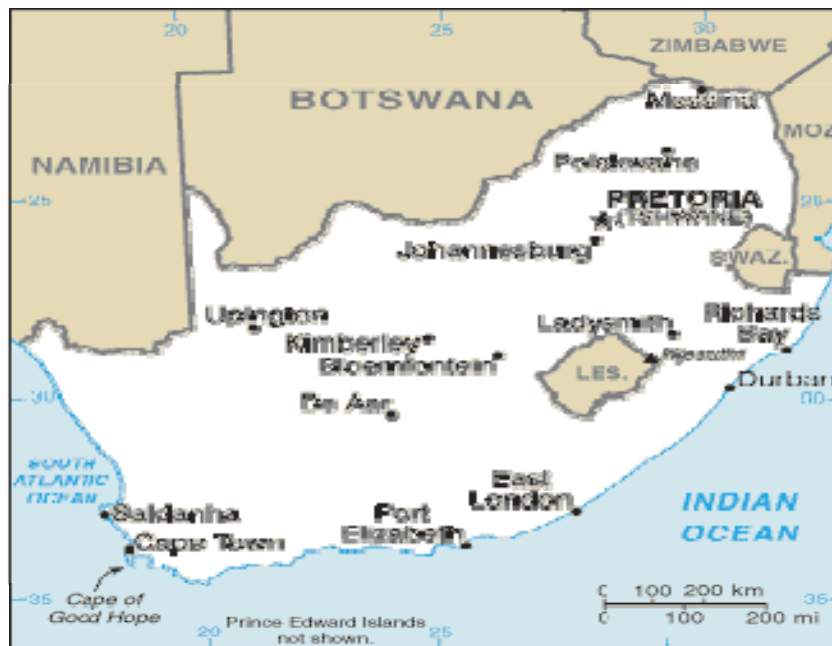 20
25
30
ZIMBABWE
BOTSWANA
Messina
MOZ
NAMIBIA
Polokwane
25
PRETORIA
25
(TSHWANE)
Johannesburg
SWAZ.
Upington
Ladysmith
Richards
Bay
Kimberley
Bloemfontein
LES.
Njesuthi
Durban
De Aar
30
30
SOUTH
ATLANTIC
OCEAN
East
London
INDIAN
OCEAN
Saldanha
Port
Elizabeth
Cape Town
Cape of
Good Hope
0 100 200 km
0 100 200 mi
35
35
Prince Edward Islands
not shown.
20
25